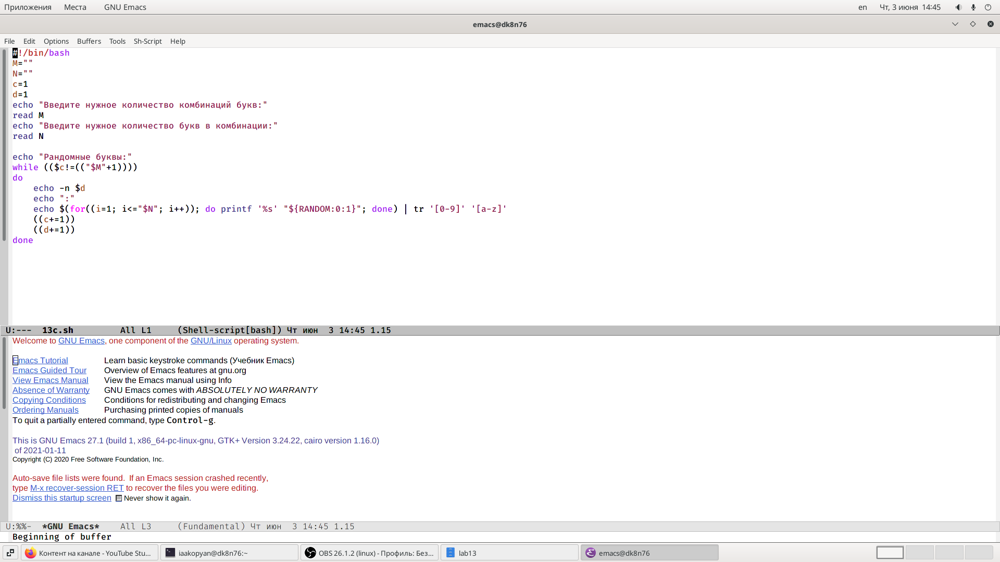 Приложения Места GNU Emacs en Чт, 3 июня 14:45
emacs@dk8n76
File Edit Options Buffers Tools Sh-Script Help
#!/bin/bash
M=""
N=""
c=1
d=1
echo "Введите нужное количество комбинаций букв:"
read M
echo "Введите нужное количество букв в комбинации:"
read N
echo "Рандомные буквы:"
while (($c!=(("$M"+1))))
do
    echo -n $d
    echo ":"
    echo $(for((i=1; i<="$N"; i++)); do printf '%s' "${RANDOM:0:1}"; done) | tr '[0-9]' '[a-z]'
    ((c+=1))
    ((d+=1))
done
U:---  13c.sh         All L1     (Shell-script[bash]) Чт июн  3 14:45 1.15
Welcome to GNU Emacs, one component of the GNU/Linux operating system.
Emacs Tutorial Learn basic keystroke commands (Учебник Emacs)
Emacs Guided Tour Overview of Emacs features at gnu.org
View Emacs Manual View the Emacs manual using Info
Absence of Warranty GNU Emacs comes with ABSOLUTELY NO WARRANTY
Copying Conditions Conditions for redistributing and changing Emacs
Ordering Manuals Purchasing printed copies of manuals
To quit a partially entered command, type Control-g.
This is GNU Emacs 27.1 (build 1, x86_64-pc-linux-gnu, GTK+ Version 3.24.22, cairo version 1.16.0)
 of 2021-01-11
Copyright (C) 2020 Free Software Foundation, Inc.
Auto-save file lists were found.  If an Emacs session crashed recently,
type M-x recover-session RET to recover the files you were editing.
Dismiss this startup screen Never show it again.
U:%%-  *GNU Emacs*    All L3     (Fundamental) Чт июн  3 14:45 1.15
Beginning of buffer
Контент на канале - YouTube Stu... iaakopyan@dk8n76:~ OBS 26.1.2 (linux) - Профиль: Без... lab13 emacs@dk8n76